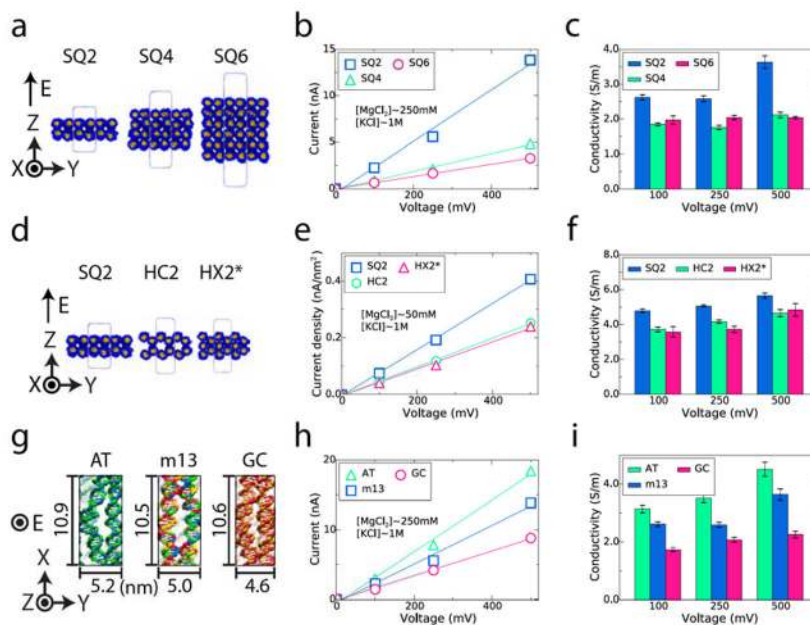 a
SQ2 SQ4 SQ6
E
Z
X Y
b
Current (nA)
15
10
5
0
SQ2 SQ6
SQ4
[MgCl2]~250mM
[KCl]~1M
0 200 400
Voltage (mV)
c
Conductivity (S/m)
4.0
2.0
0.0
SQ2 SQ6
SQ4
100 250 500
Voltage (mV)
d
SQ2 HC2 HX2*
E
Z
X Y
e
Current density (nA/nm²)
0.4
0.2
0.0
SQ2 HX2*
HC2
[MgCl2]~50mM
[KCl]~1M
0 200 400
Voltage (mV)
f
Conductivity (S/m)
8.0
6.0
4.0
2.0
0.0
SQ2 HC2 HX2*
100 250 500
Voltage (mV)
g
AT m13 GC
E
X
Z Y
10.9 10.5 10.6
5.2 (nm) 5.0 4.6
h
Current (nA)
20
10
0
AT GC
m13
[MgCl2]~250mM
[KCl]~1M
0 200 400
Voltage (mV)
i
Conductivity (S/m)
4.0
2.0
0.0
AT GC
m13
100 250 500
Voltage (mV)